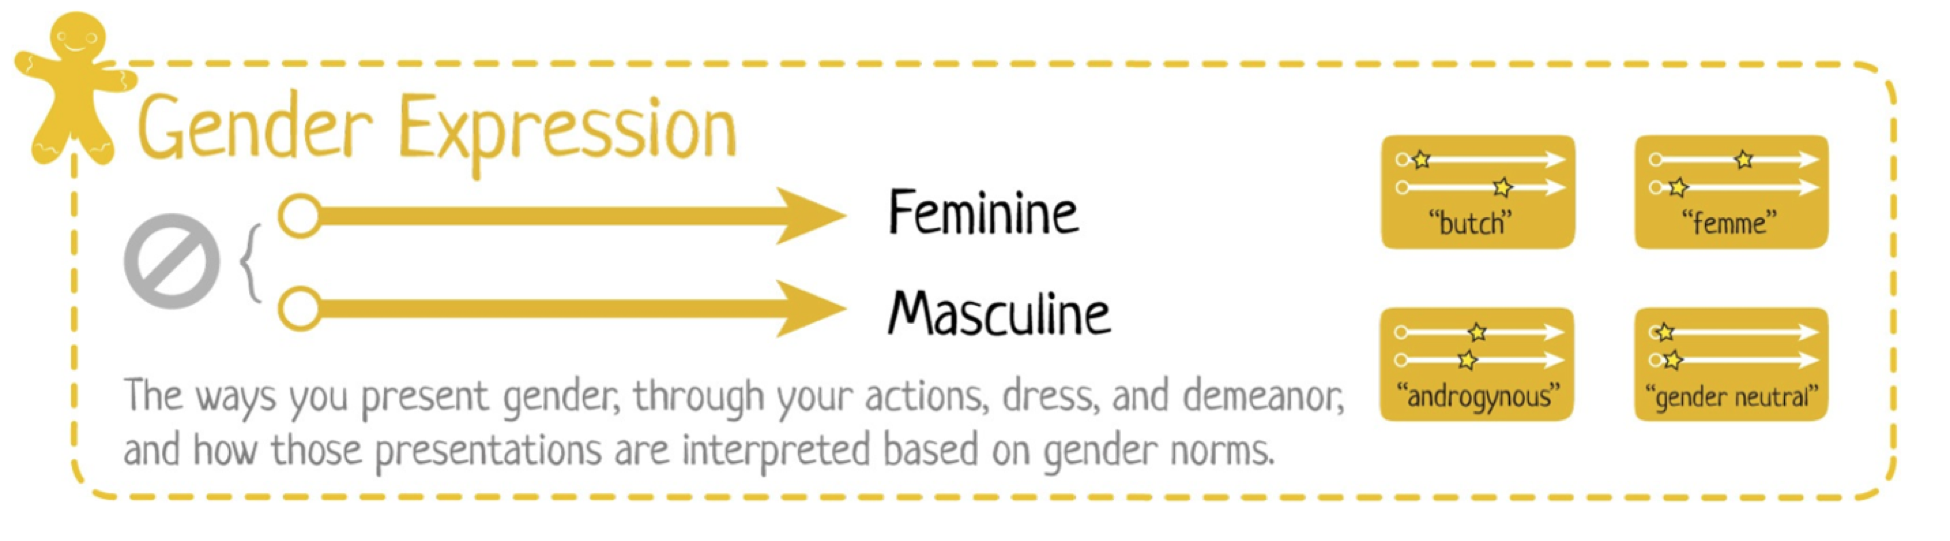 Gender Expression
Feminine
Masculine
The ways you present gender, through your actions, dress, and demeanor,
and how those presentations are interpreted based on gender norms.
“butch”
“femme”
“androgynous”
“gender neutral”